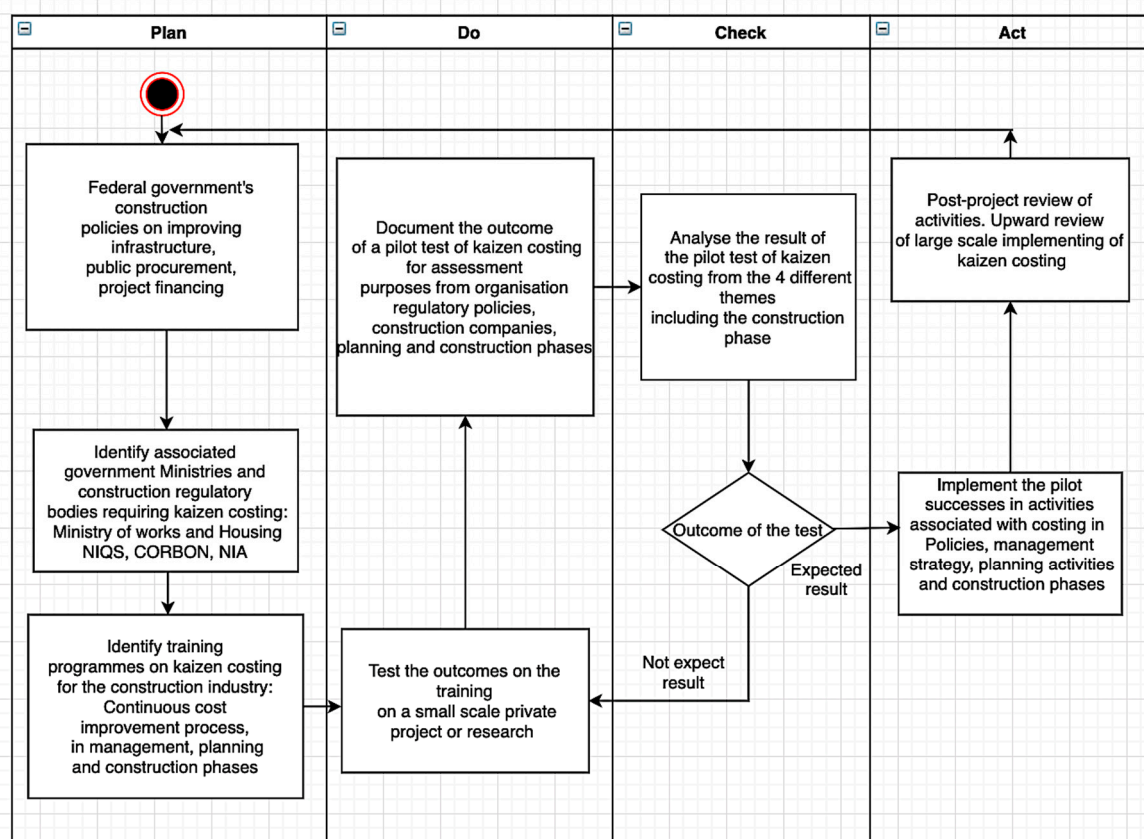 Plan
Do
Check
Act
Federal government's
construction
policies on improving
infrastructure,
public procurement,
project financing
Identify associated
government Ministries and
construction regulatory
bodies requiring kaizen costing:
Ministry of works and Housing
NIQS, CORBON, NIA
Identify training
programmes on kaizen costing
for the construction industry:
Continuous cost
improvement process,
in management, planning
and construction phases
Document the outcome
of a pilot test of kaizen costing
for assessment
purposes from organisation
regulatory policies,
construction companies,
planning and construction phases
Test the outcomes on the
training
on a small scale private
project or research
Analyse the result of
the pilot test of kaizen
costing from the 4 different
themes
including the construction
phase
Outcome of the test
Expected
result
Not expect
result
Post-project review of
activities. Upward review
of large scale implementing of
kaizen costing
Implement the pilot
successes in activities
associated with costing in
Policies, management
strategy, planning activities
and construction phases